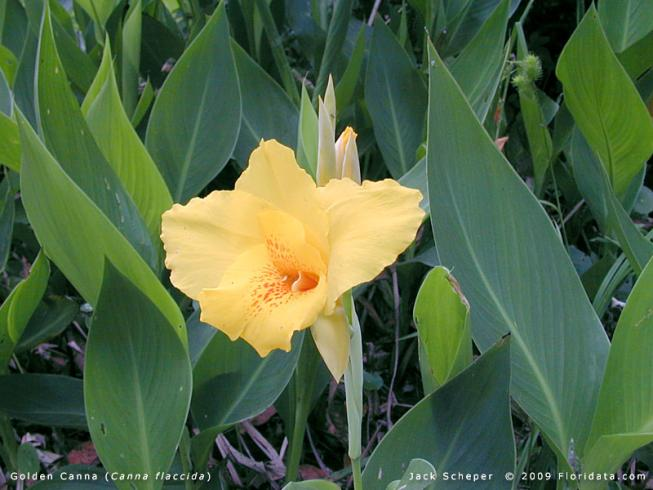 Golden Canna (Canna flaccida)
Jack Scheper © 2009 Floridata.com